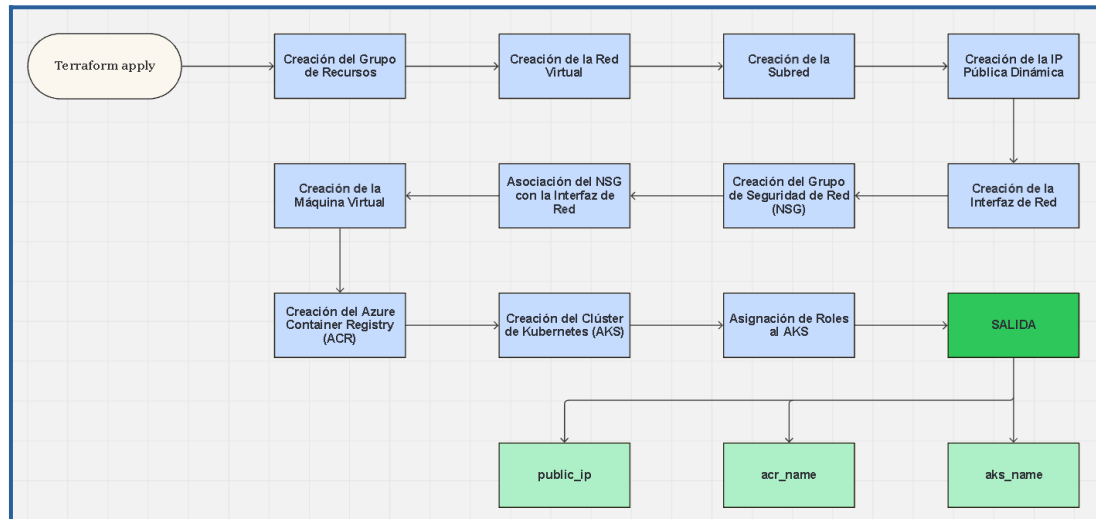 Terraform apply
Creación del Grupo
de Recursos
Creación de la Red
Virtual
Creación de la
Subred
Creación de la IP
Pública Dinámica
Creación de la
Máquina Virtual
Asociación del NSG
con la Interfaz de
Red
Creación del Grupo
de Seguridad de Red
(NSG)
Creación de la
Interfaz de Red
Creación del Azure
Container Registry
(ACR)
Creación del Clúster
de Kubernetes (AKS)
Asignación de Roles
al AKS
SALIDA
public_ip
acr_name
aks_name